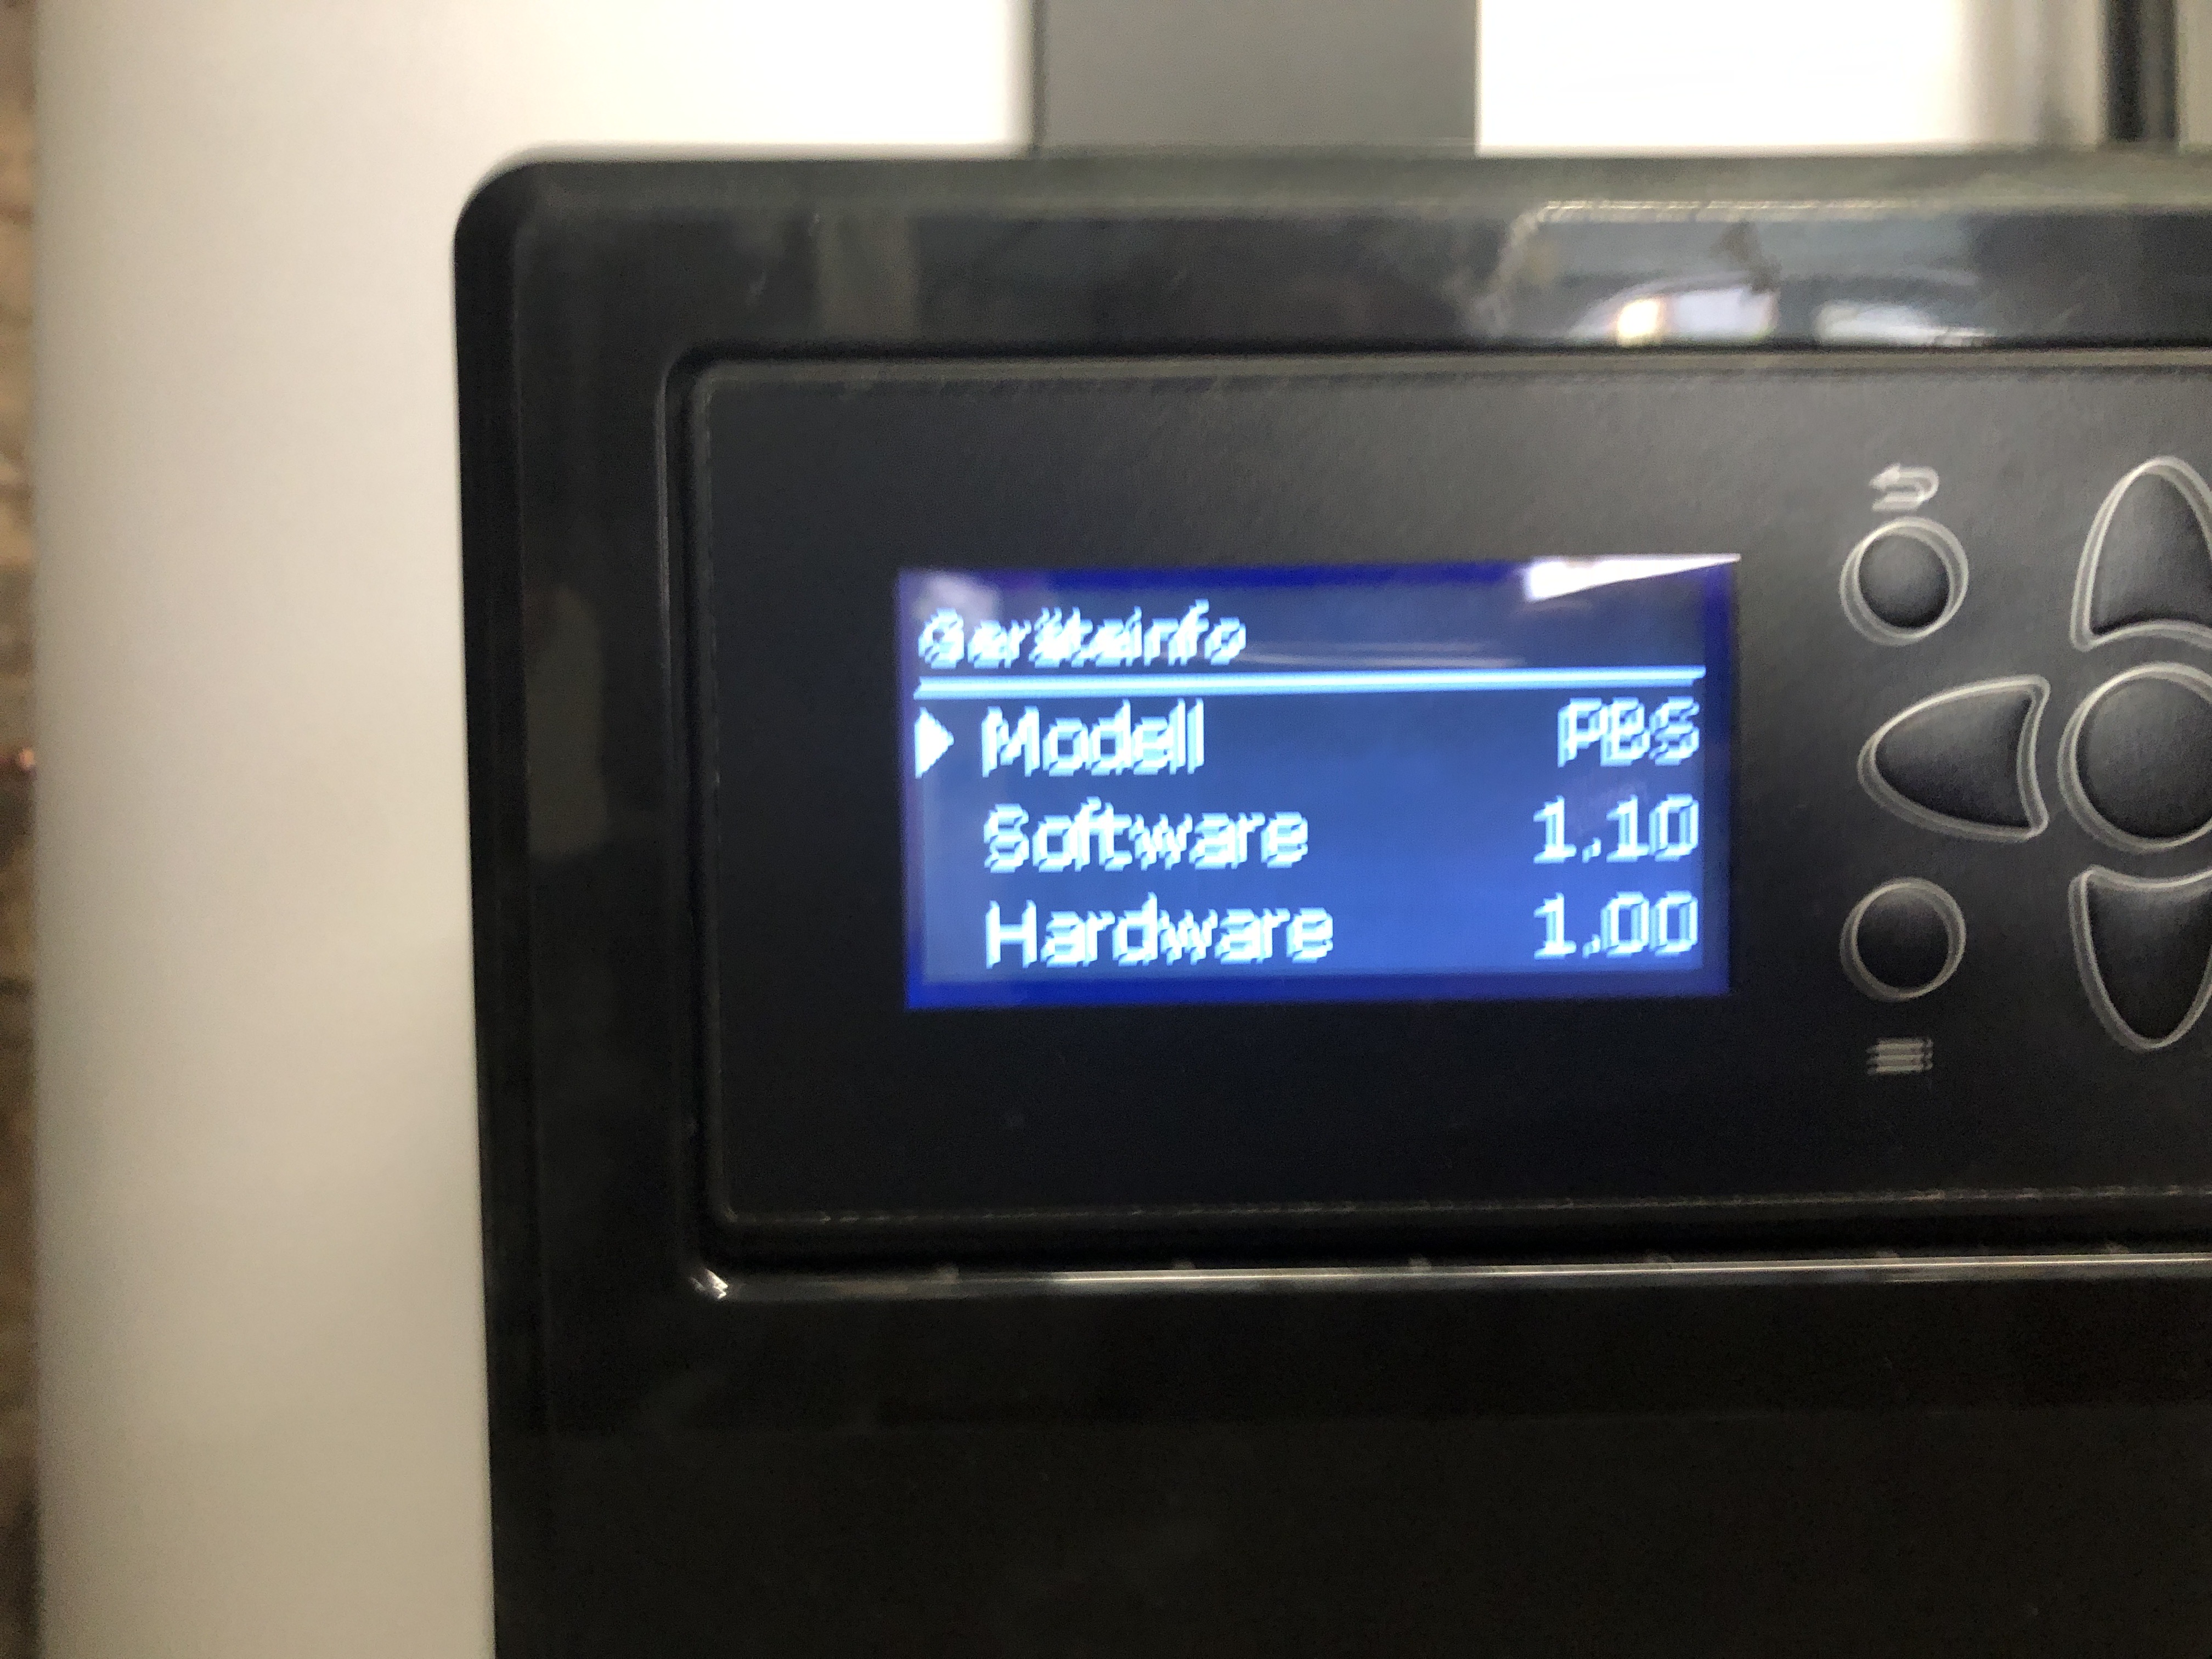 Geräteinfo
Modell PBS
Software 1.10
Hardware 1.00